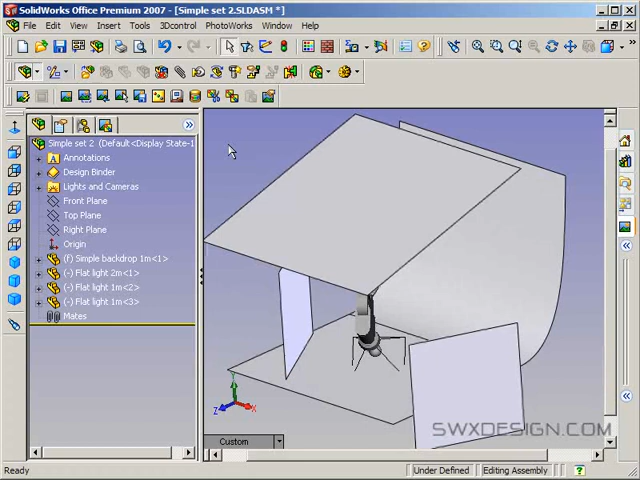 SolidWorks Office Premium 2007 - [Simple set 2.SLDASM *]
File Edit View Insert Tools Office PhotoWorks Window Help
Simple set 2 (Default<Display State-1
Annotations
Design Binder
Lights and Cameras
Front Plane
Top Plane
Right Plane
Origin
(f) Simple backdrop 1m<1>
(-) Flat light 2m<1>
(-) Flat light 1m<2>
(-) Flat light 1m<3>
Mates
Y
Z
X
Custom
SWXDESIGN.COM
Ready
Under Defined
Editing Assembly